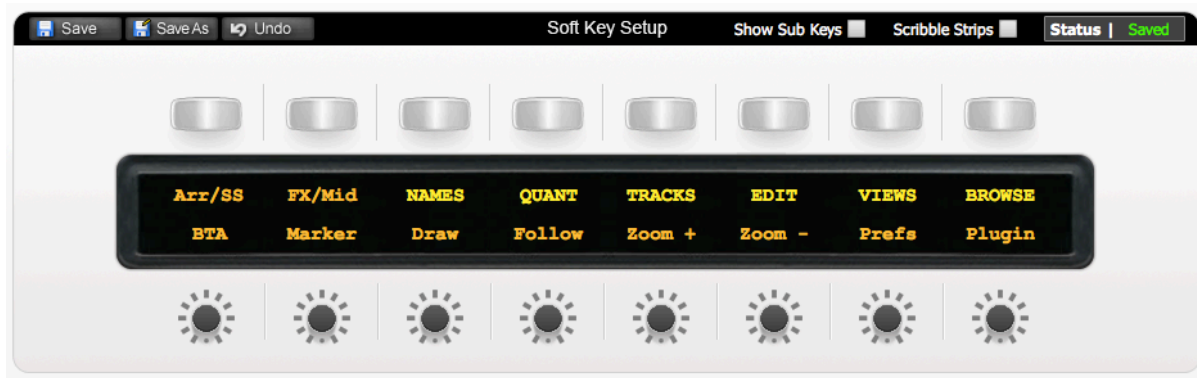 Save Save As Undo Soft Key Setup Show Sub Keys Scribble Strips Status | Saved
Arr/SS FX/Mid NAMES QUANT TRACKS EDIT VIEWS BROWSE
BTA Marker Draw Follow Zoom + Zoom - Prefs Plugin